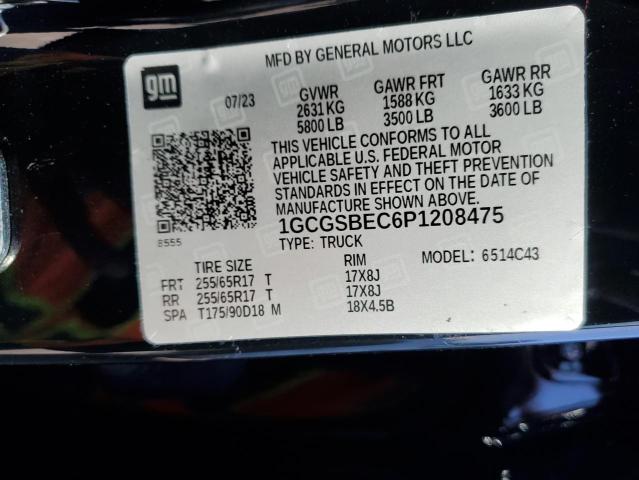 MFD BY GENERAL MOTORS LLC
gm
07/23
GVWR GAWR FRT GAWR RR
2631 KG 1588 KG 1633 KG
5800 LB 3500 LB 3600 LB
THIS VEHICLE CONFORMS TO ALL
APPLICABLE U.S. FEDERAL MOTOR
VEHICLE SAFETY AND THEFT PREVENTION
STANDARDS IN EFFECT ON THE DATE OF
MANUFACTURE SHOWN ABOVE.
8555
1GCGSBEC6P1208475
TYPE: TRUCK
MODEL: 6514C43
TIRE SIZE RIM
FRT 255/65R17 T 17X8J
RR 255/65R17 T 17X8J
SPA T175/90D18 M 18X4.5B